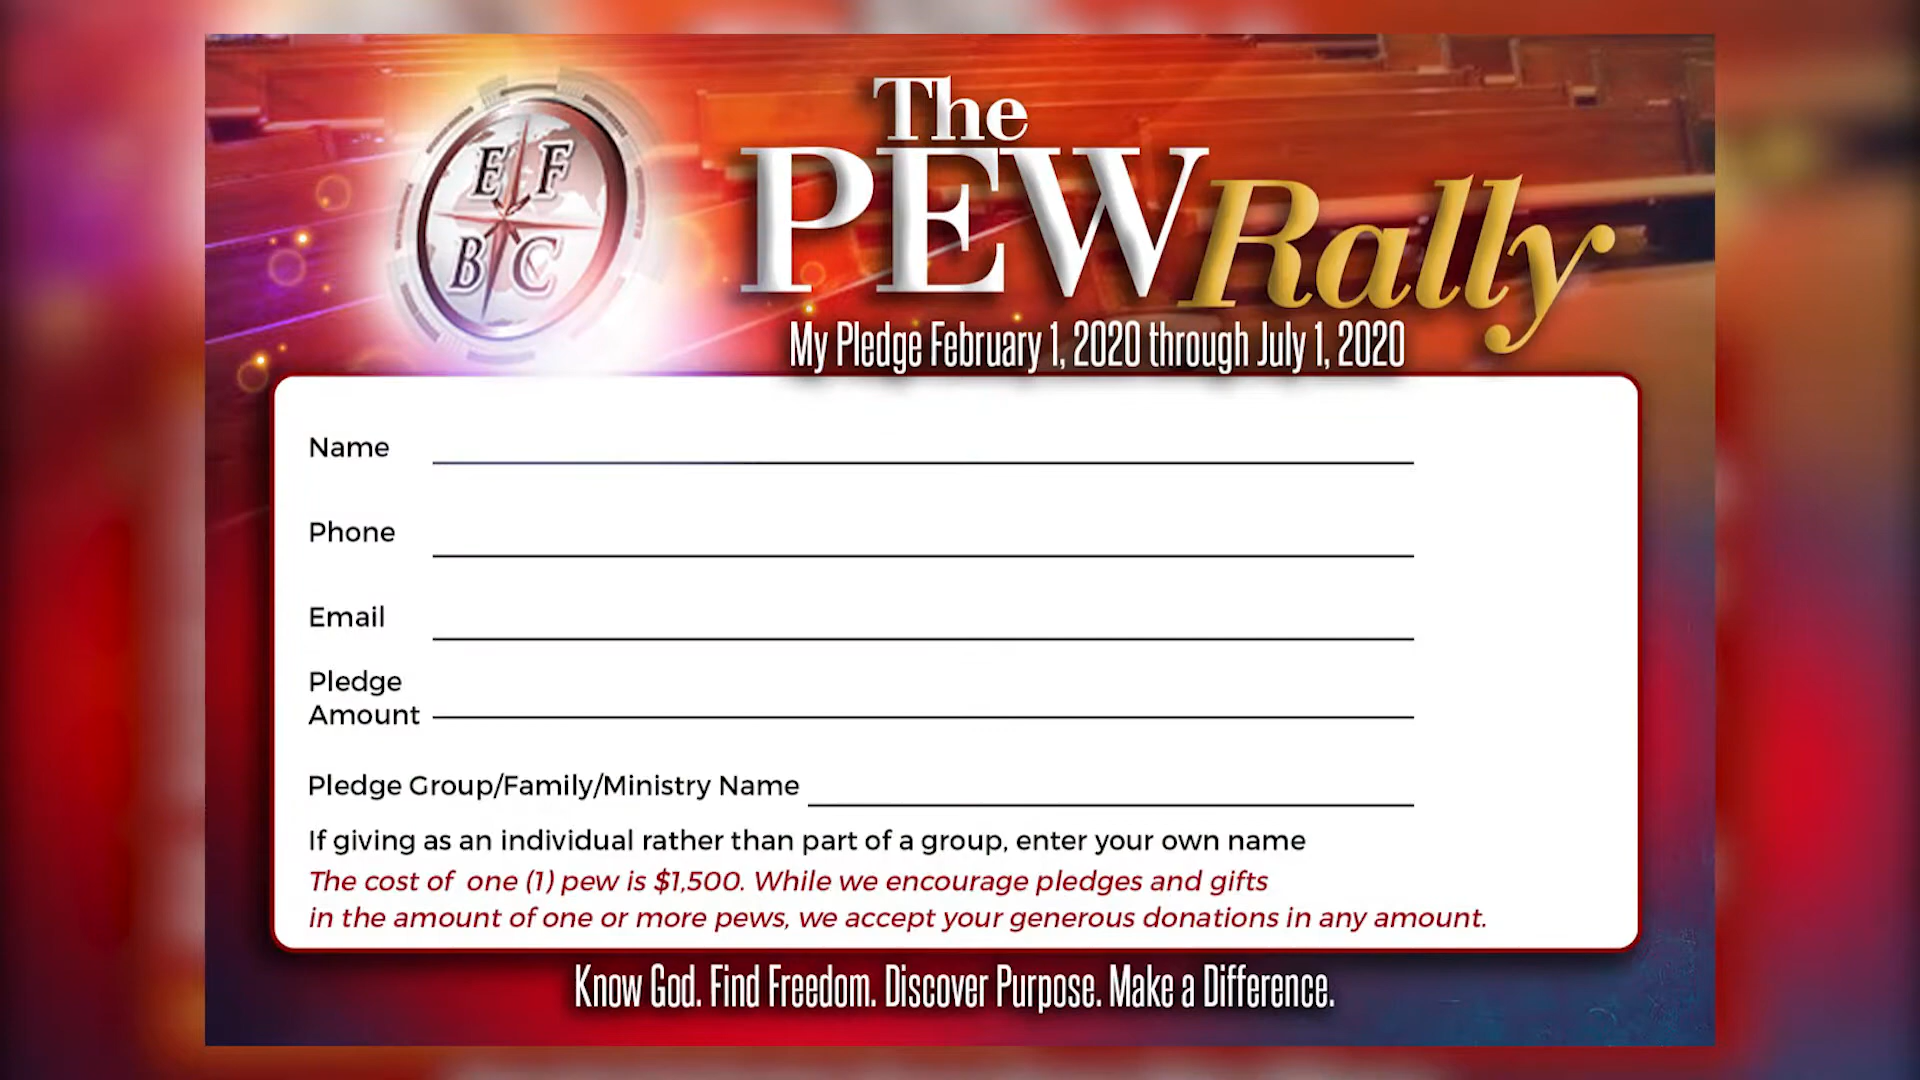 E F
B C
The
PEW Rally
My Pledge February 1, 2020 through July 1, 2020
Name
Phone
Email
Pledge
Amount
Pledge Group/Family/Ministry Name
If giving as an individual rather than part of a group, enter your own name
The cost of one (1) pew is $1,500. While we encourage pledges and gifts
in the amount of one or more pews, we accept your generous donations in any amount.
Know God. Find Freedom. Discover Purpose. Make a Difference.